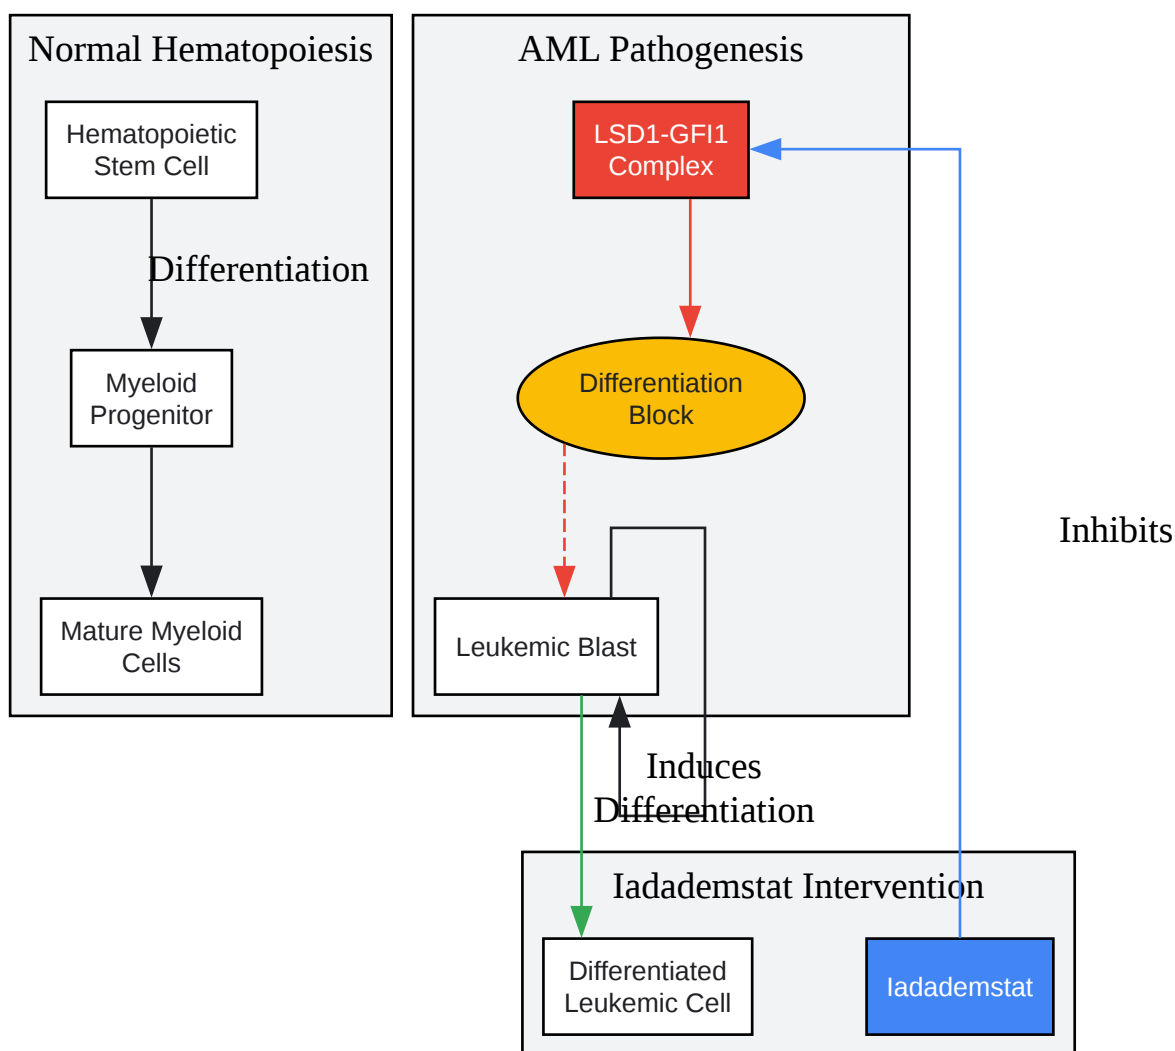 Normal Hematopoiesis
Hematopoietic
Stem Cell
Differentiation
Myeloid
Progenitor
Mature Myeloid
Cells
AML Pathogenesis
LSD1-GFI1
Complex
Differentiation
Block
Leukemic Blast
Induces
Differentiation
Inhibits
Iadademstat Intervention
Differentiated
Leukemic Cell
Iadademstat